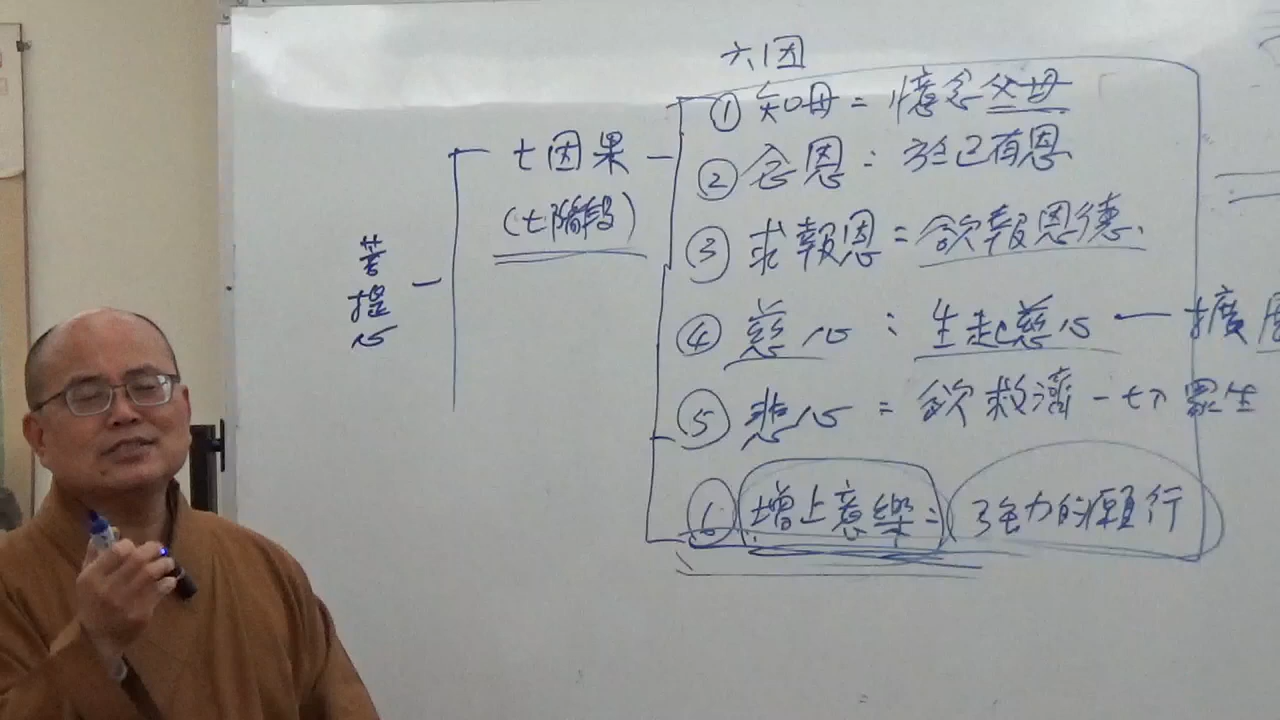 六因
① 知母 = 憶念父母
② 念恩 : 於己有恩
③ 求報恩 = 欲報恩德.
④ 慈心 : 生起慈心 — 擴
⑤ 悲心 = 欲救濟一切眾生
⑥ 增上意樂 = 強力的願行
七因果
(七階段)
菩提心